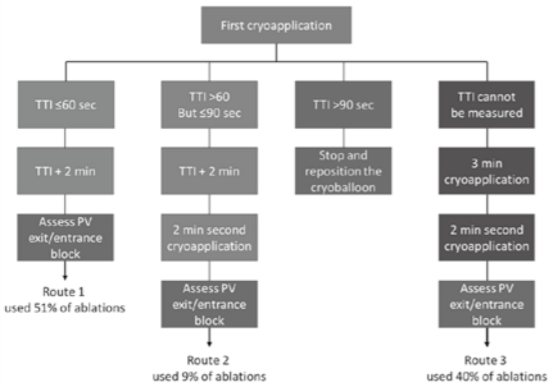 First cryoapplication
TTI ≤60 sec
TTI + 2 min
Assess PV
exit/entrance
block
Route 1
used 51% of ablations
TTI >60
But ≤90 sec
TTI + 2 min
2 min second
cryoapplication
Assess PV
exit/entrance
block
Route 2
used 9% of ablations
TTI >90 sec
Stop and
reposition the
cryoballoon
TTI cannot
be measured
3 min
cryoapplication
2 min second
cryoapplication
Assess PV
exit/entrance
block
Route 3
used 40% of ablations